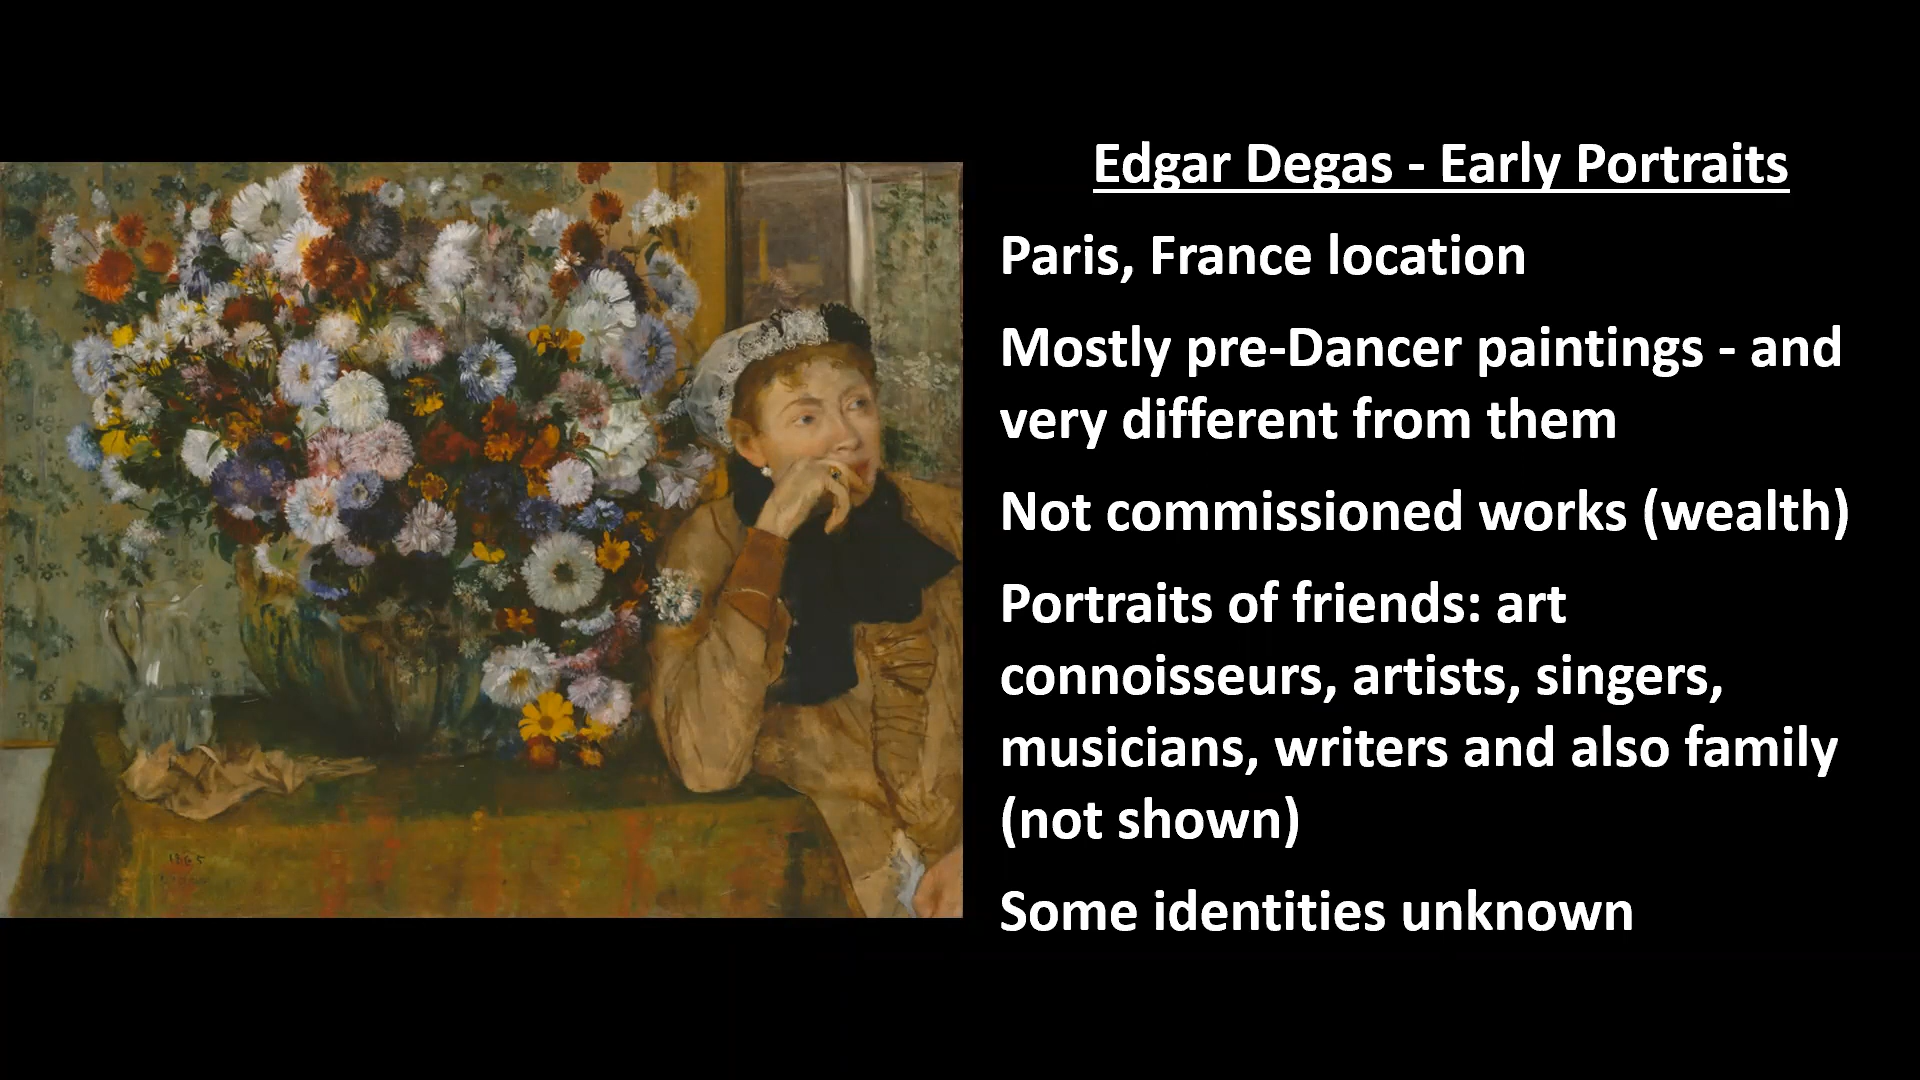 Edgar Degas - Early Portraits
Paris, France location
Mostly pre-Dancer paintings - and
very different from them
Not commissioned works (wealth)
Portraits of friends: art
connoisseurs, artists, singers,
musicians, writers and also family
(not shown)
Some identities unknown
1865